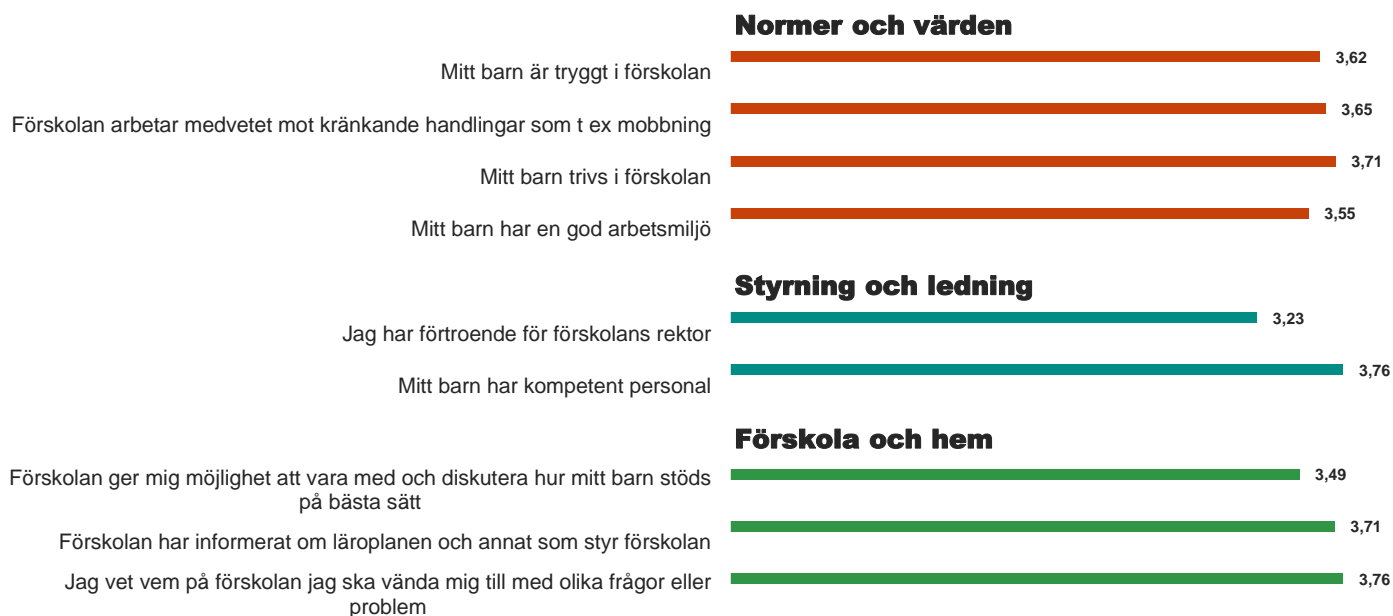 Normer och värden
Mitt barn är tryggt i förskolan 3,62
Förskolan arbetar medvetet mot kränkande handlingar som t ex mobbning 3,65
Mitt barn trivs i förskolan 3,71
Mitt barn har en god arbetsmiljö 3,55
Styrning och ledning
Jag har förtroende för förskolans rektor 3,23
Mitt barn har kompetent personal 3,76
Förskola och hem
Förskolan ger mig möjlighet att vara med och diskutera hur mitt barn stöds 3,49
på bästa sätt
Förskolan har informerat om läroplanen och annat som styr förskolan 3,71
Jag vet vem på förskolan jag ska vända mig till med olika frågor eller 3,76
problem